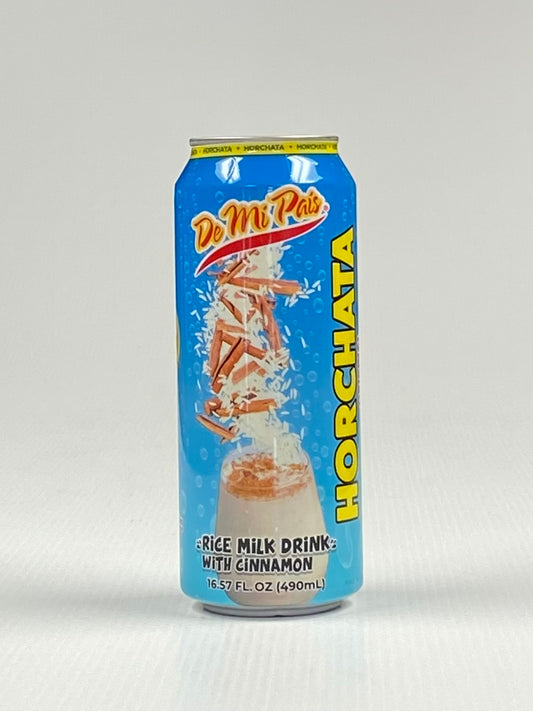 HORCHATA + HORCHATA + HORCHATA
De Mi País
HORCHATA
RICE MILK DRINK
WITH CINNAMON
16.57 FL. OZ (490mL)